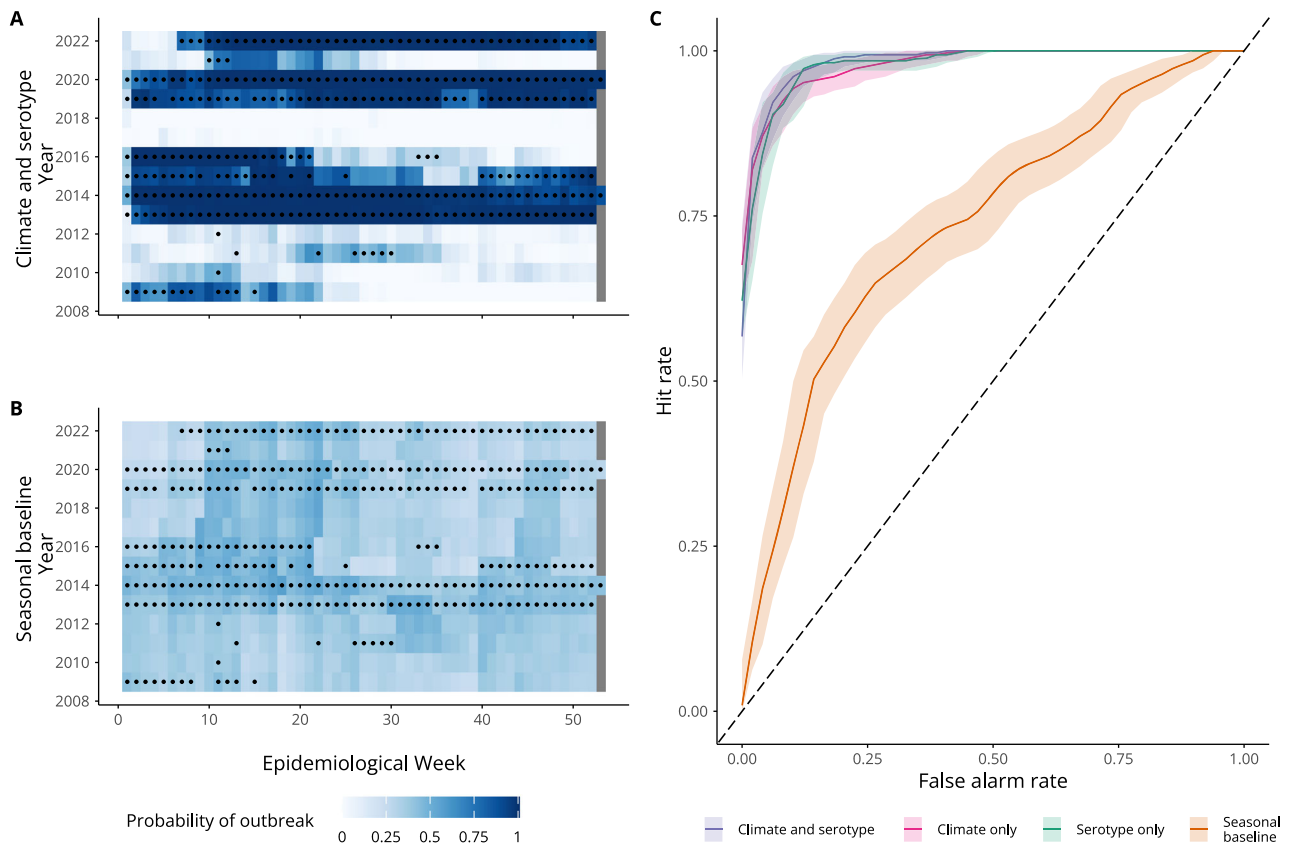 A
Climate and serotype
Year
2022
2020
2018
2016
2014
2012
2010
2008
B
Seasonal baseline
Year
2022
2020
2018
2016
2014
2012
2010
2008
0 10 20 30 40 50
Epidemiological Week
Probability of outbreak
0 0.25 0.5 0.75 1
C
Hit rate
1.00
0.75
0.50
0.25
0.00
0.00 0.25 0.50 0.75 1.00
False alarm rate
Climate and serotype Climate only Serotype only Seasonal
baseline